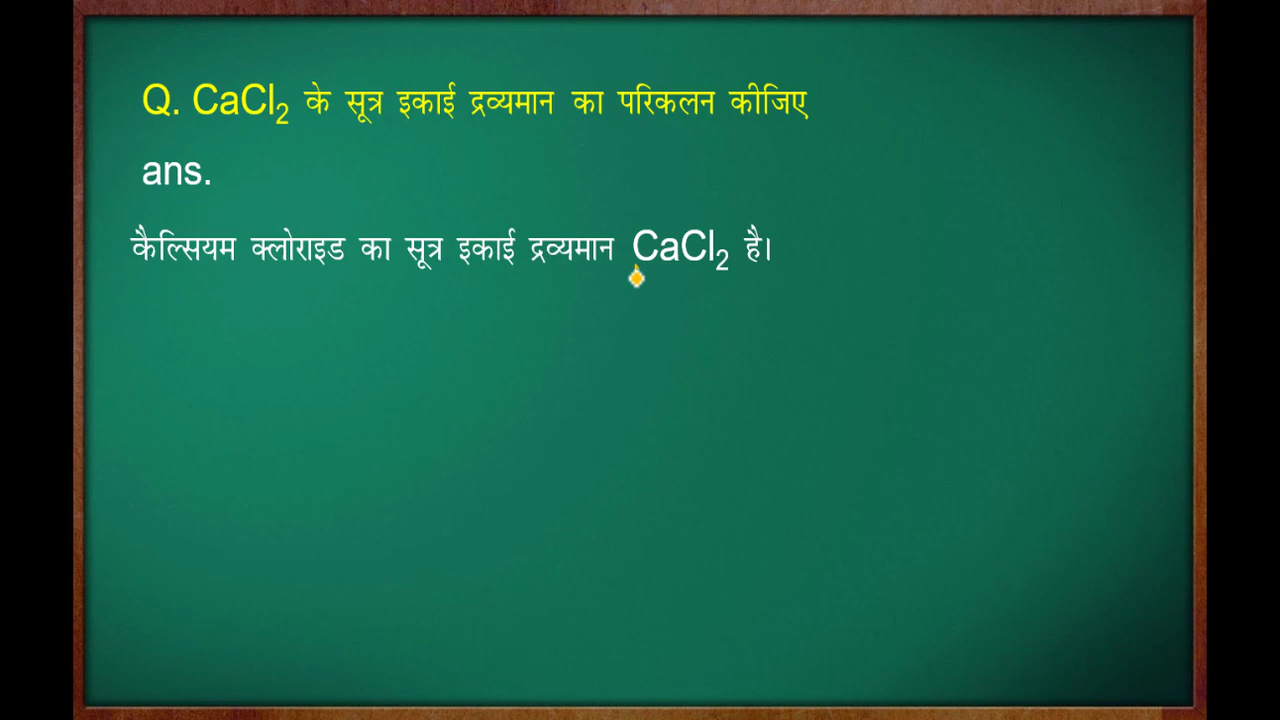 Q. CaCl₂ के सूत्र इकाई द्रव्यमान का परिकलन कीजिए
ans.
कैल्सियम क्लोराइड का सूत्र इकाई द्रव्यमान CaCl₂ है।